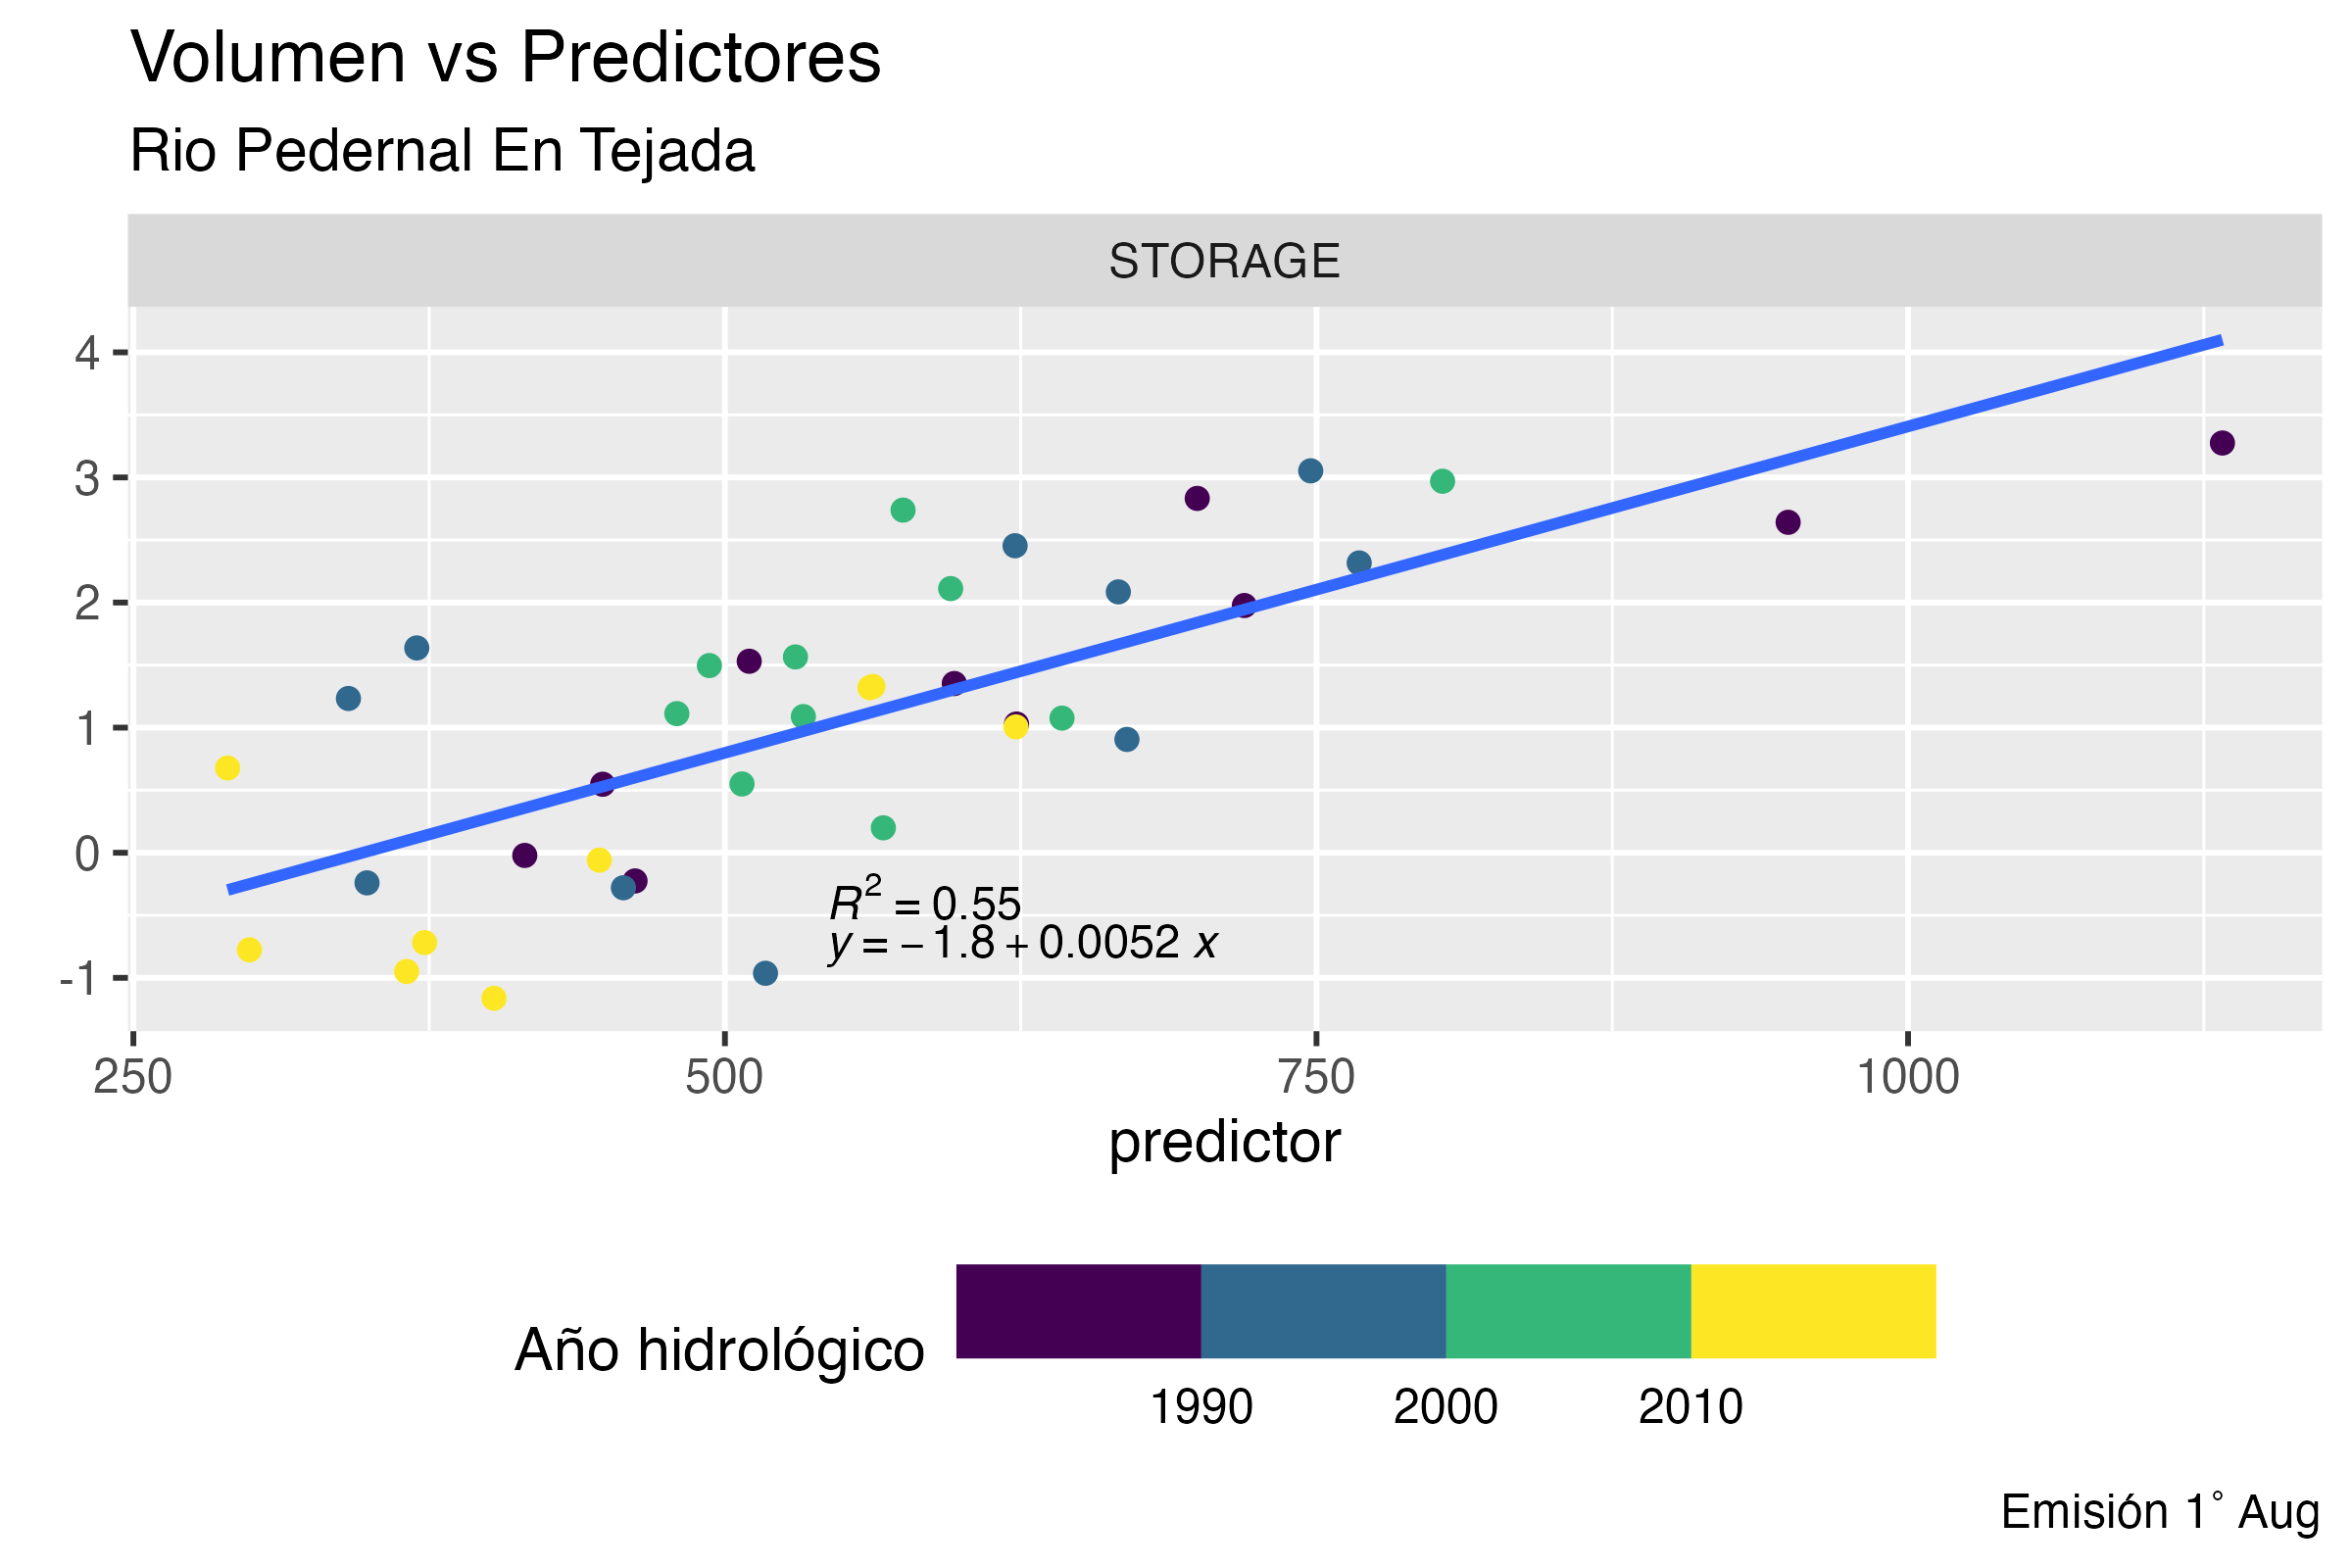 Volumen vs Predictores
Rio Pedernal En Tejada
STORAGE
4
3
2
1
0
-1
R² = 0.55
y = −1.8 + 0.0052 x
250 500 750 1000
predictor
Año hidrológico
1990 2000 2010
Emisión 1° Aug